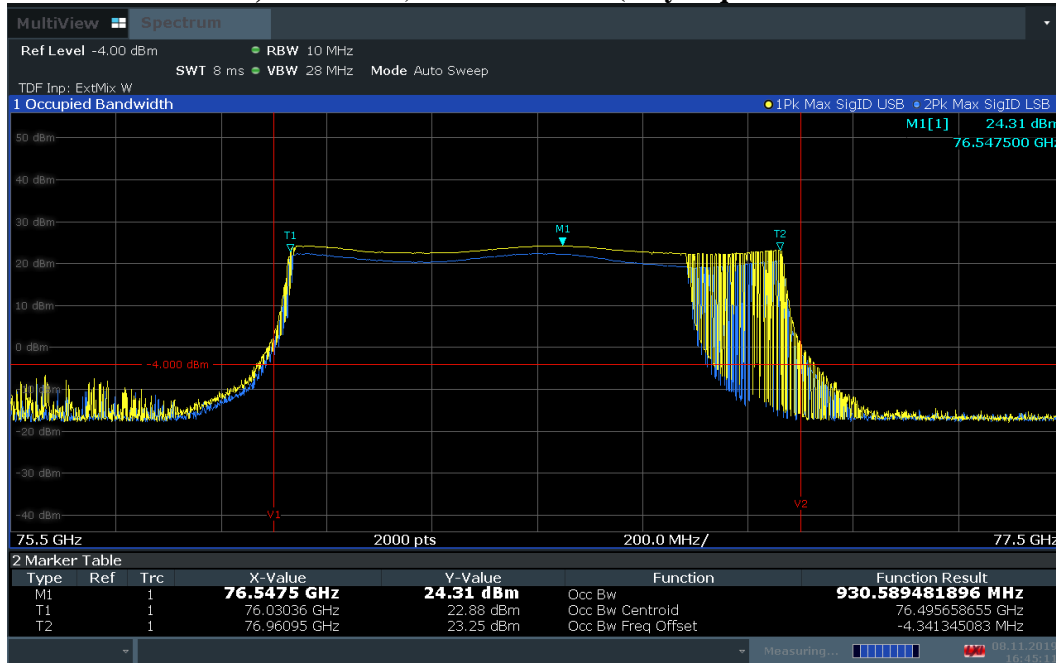 MultiView Spectrum
Ref Level -4.00 dBm RBW 10 MHz
SWT 8 ms VBW 28 MHz Mode Auto Sweep
TDF Inp: ExtMix W
1 Occupied Bandwidth 1Pk Max SigID USB 2Pk Max SigID LSB
M1[1] 24.31 dBm
76.547500 GHz
50 dBm
40 dBm
30 dBm
M1
T1 T2
20 dBm
10 dBm
0 dBm
-4.000 dBm
-20 dBm
-30 dBm
V1 V2
-40 dBm
75.5 GHz 2000 pts 200.0 MHz/ 77.5 GHz
2 Marker Table
Type Ref Trc X-Value Y-Value Function Function Result
M1 1 76.5475 GHz 24.31 dBm Occ Bw 930.589481896 MHz
T1 1 76.03036 GHz 22.88 dBm Occ Bw Centroid 76.495658655 GHz
T2 1 76.96095 GHz 23.25 dBm Occ Bw Freq Offset -4.341345083 MHz
Measuring... 08.11.2019
16:45:11